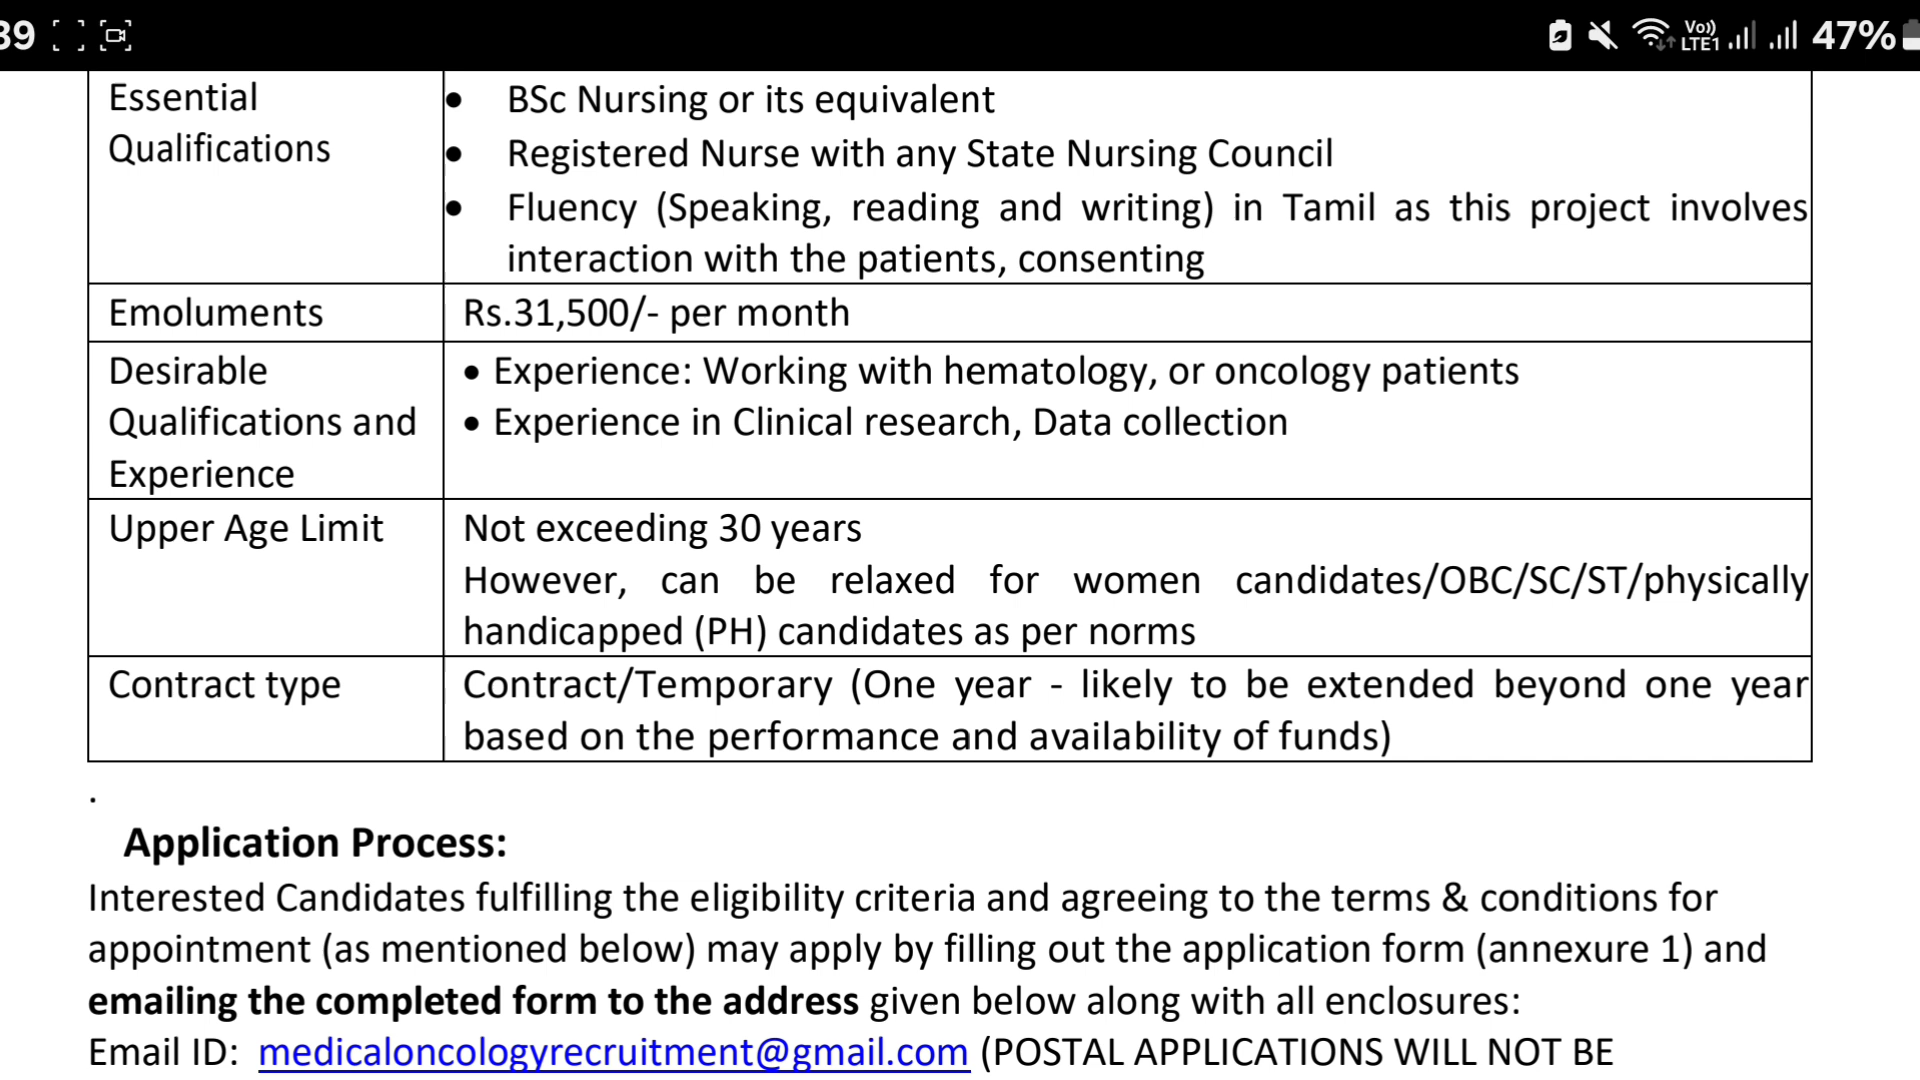 39 Vo)) LTE1 47%
Essential
Qualifications
• BSc Nursing or its equivalent
• Registered Nurse with any State Nursing Council
• Fluency (Speaking, reading and writing) in Tamil as this project involves
interaction with the patients, consenting
Emoluments
Rs.31,500/- per month
Desirable
Qualifications and
Experience
• Experience: Working with hematology, or oncology patients
• Experience in Clinical research, Data collection
Upper Age Limit
Not exceeding 30 years
However, can be relaxed for women candidates/OBC/SC/ST/physically
handicapped (PH) candidates as per norms
Contract type
Contract/Temporary (One year - likely to be extended beyond one year
based on the performance and availability of funds)
.
Application Process:
Interested Candidates fulfilling the eligibility criteria and agreeing to the terms & conditions for
appointment (as mentioned below) may apply by filling out the application form (annexure 1) and
emailing the completed form to the address given below along with all enclosures:
Email ID: medicaloncologyrecruitment@gmail.com (POSTAL APPLICATIONS WILL NOT BE